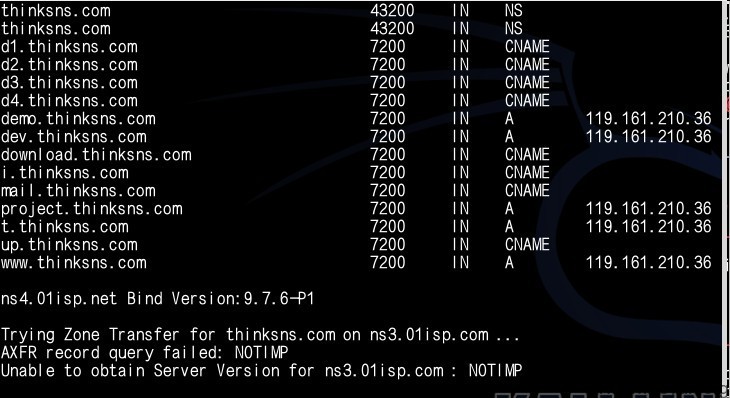 thinksns.com 43200 IN NS
thinksns.com 43200 IN NS
d1.thinksns.com 7200 IN CNAME
d2.thinksns.com 7200 IN CNAME
d3.thinksns.com 7200 IN CNAME
d4.thinksns.com 7200 IN CNAME
demo.thinksns.com 7200 IN A 119.161.210.36
dev.thinksns.com 7200 IN A 119.161.210.36
download.thinksns.com 7200 IN CNAME
i.thinksns.com 7200 IN CNAME
mail.thinksns.com 7200 IN CNAME
project.thinksns.com 7200 IN A 119.161.210.36
t.thinksns.com 7200 IN A 119.161.210.36
up.thinksns.com 7200 IN CNAME
www.thinksns.com 7200 IN A 119.161.210.36
ns4.01isp.net Bind Version:9.7.6-P1
Trying Zone Transfer for thinksns.com on ns3.01isp.com ...
AXFR record query failed: NOTIMP
Unable to obtain Server Version for ns3.01isp.com : NOTIMP